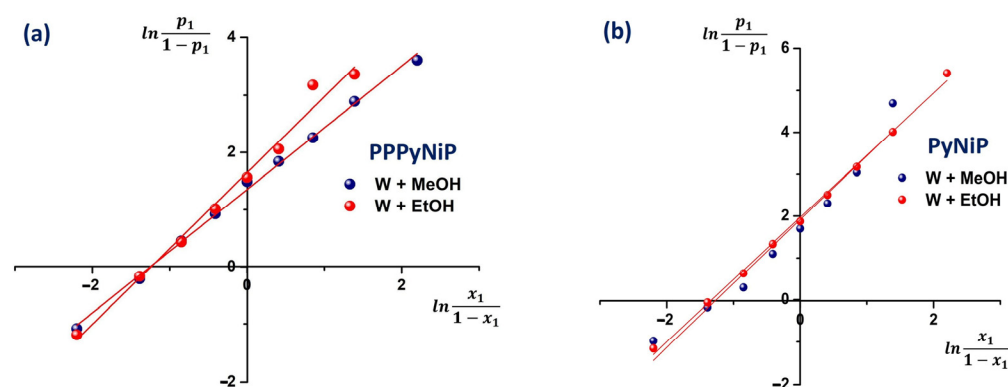 (a)
ln p₁/(1 − p₁)
4
2
0
−2
−2
0
2
ln x₁/(1 − x₁)
PPPyNiP
W + MeOH
W + EtOH
(b)
ln p₁/(1 − p₁)
6
4
2
0
−2
−2
0
2
ln x₁/(1 − x₁)
PyNiP
W + MeOH
W + EtOH